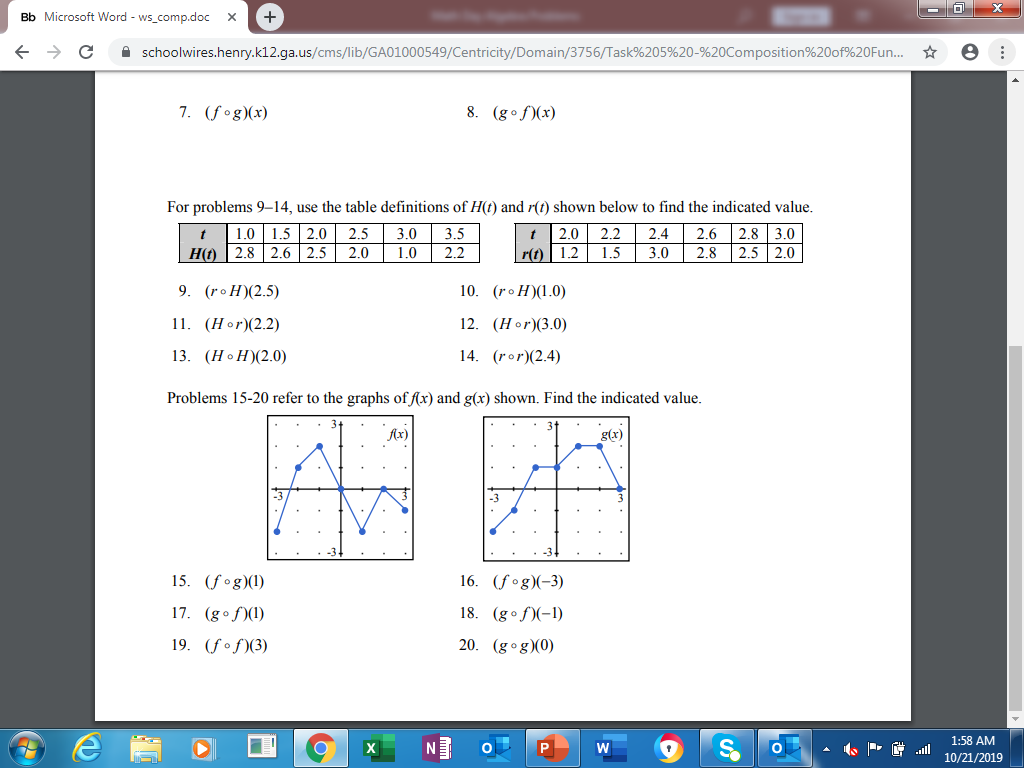 Bb Microsoft Word - ws_comp.doc × +
schoolwires.henry.k12.ga.us/cms/lib/GA01000549/Centricity/Domain/3756/Task%205%20-%20Composition%20of%20Fun...
7. (f∘g)(x) 8. (g∘f)(x)
For problems 9–14, use the table definitions of H(t) and r(t) shown below to find the indicated value.
t 1.0 1.5 2.0 2.5 3.0 3.5 t 2.0 2.2 2.4 2.6 2.8 3.0
H(t) 2.8 2.6 2.5 2.0 1.0 2.2 r(t) 1.2 1.5 3.0 2.8 2.5 2.0
9. (r∘H)(2.5) 10. (r∘H)(1.0)
11. (H∘r)(2.2) 12. (H∘r)(3.0)
13. (H∘H)(2.0) 14. (r∘r)(2.4)
Problems 15-20 refer to the graphs of f(x) and g(x) shown. Find the indicated value.
3 f(x) 3 g(x)
-3 3 -3 3
-3 -3
15. (f∘g)(1) 16. (f∘g)(−3)
17. (g∘f)(1) 18. (g∘f)(−1)
19. (f∘f)(3) 20. (g∘g)(0)
X N O P W S O
1:58 AM
10/21/2019